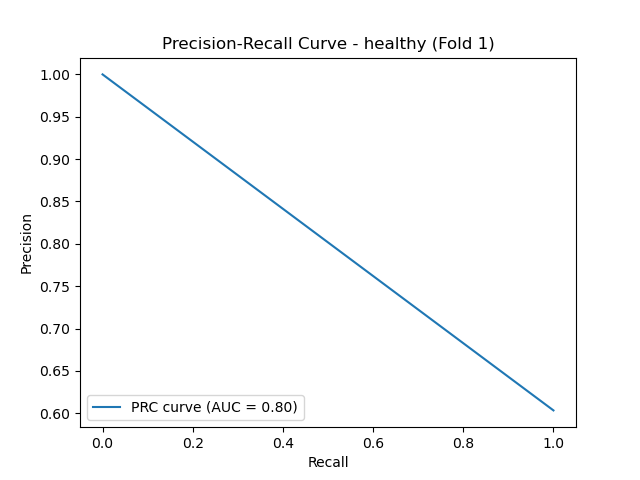 Precision-Recall Curve - healthy (Fold 1)
1.00
0.95
0.90
0.85
0.80
0.75
0.70
0.65
0.60
Precision
PRC curve (AUC = 0.80)
0.0 0.2 0.4 0.6 0.8 1.0
Recall